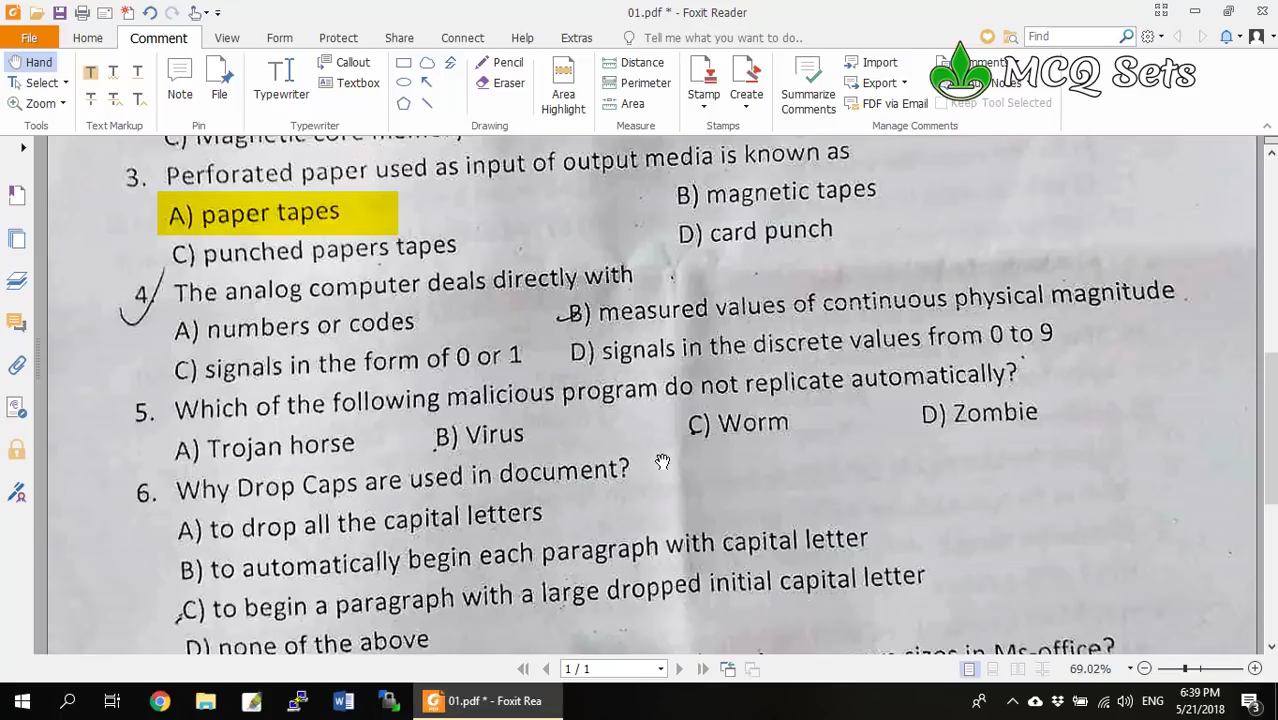 01.pdf * - Foxit Reader
File Home Comment View Form Protect Share Connect Help Extras Tell me what you want to do.. Find
Hand Select Zoom
Tools
Text Markup
Note File
Pin
Typewriter Callout Textbox
Typewriter
Pencil Eraser
Drawing
Area Highlight
Distance Perimeter Area
Measure
Stamp Create
Stamps
Summarize Comments Import Export FDF via Email
Keep Tool Selected
Manage Comments
MCQ Sets
3. Perforated paper used as input of output media is known as
A) paper tapes B) magnetic tapes
C) punched papers tapes D) card punch
4. The analog computer deals directly with
A) numbers or codes B) measured values of continuous physical magnitude
C) signals in the form of 0 or 1 D) signals in the discrete values from 0 to 9
5. Which of the following malicious program do not replicate automatically?
A) Trojan horse B) Virus C) Worm D) Zombie
6. Why Drop Caps are used in document?
A) to drop all the capital letters
B) to automatically begin each paragraph with capital letter
C) to begin a paragraph with a large dropped initial capital letter
D) none of the above
sizes in Ms-office?
1 / 1 69.02%
01.pdf * - Foxit Rea ENG 6:39 PM
5/21/2018 3